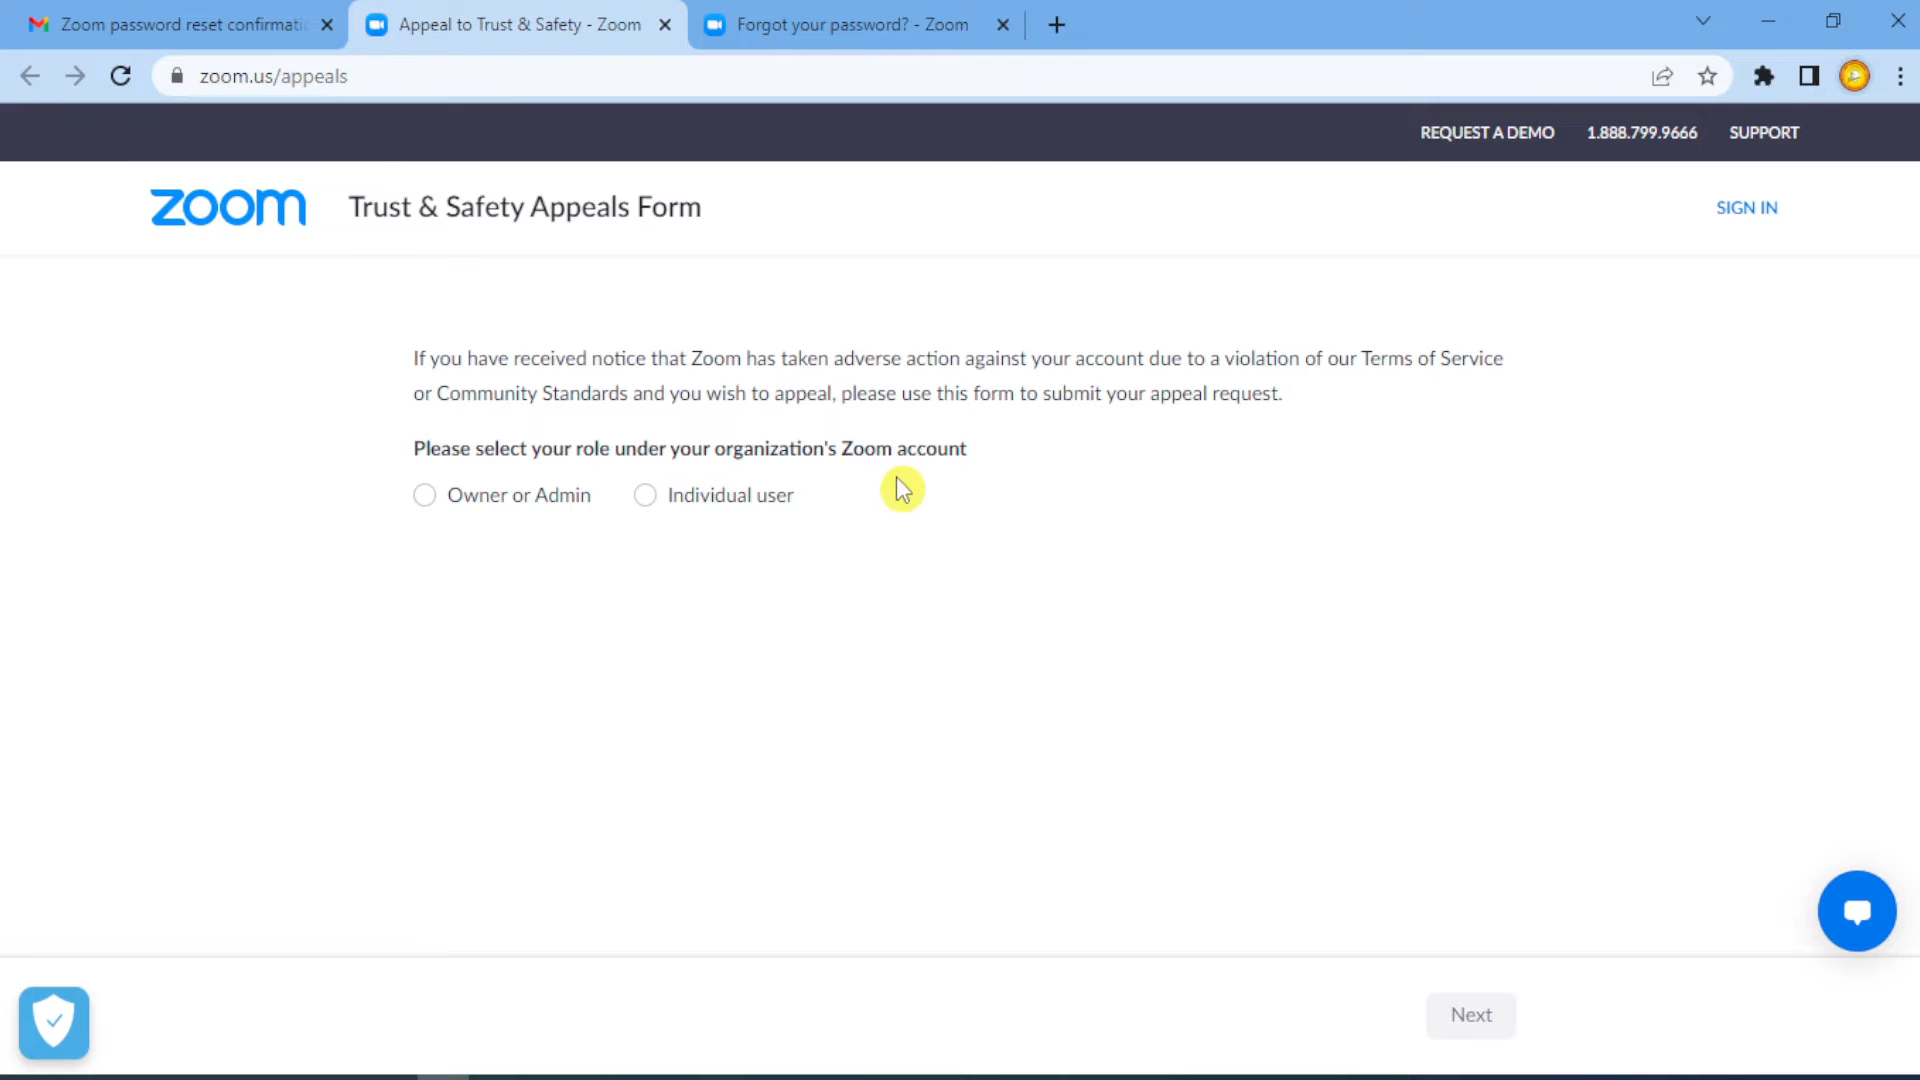 Zoom password reset confirmatic
Appeal to Trust & Safety - Zoom
Forgot your password? - Zoom
zoom.us/appeals
REQUEST A DEMO
1.888.799.9666
SUPPORT
zoom
Trust & Safety Appeals Form
SIGN IN
If you have received notice that Zoom has taken adverse action against your account due to a violation of our Terms of Service
or Community Standards and you wish to appeal, please use this form to submit your appeal request.
Please select your role under your organization's Zoom account
Owner or Admin
Individual user
Next